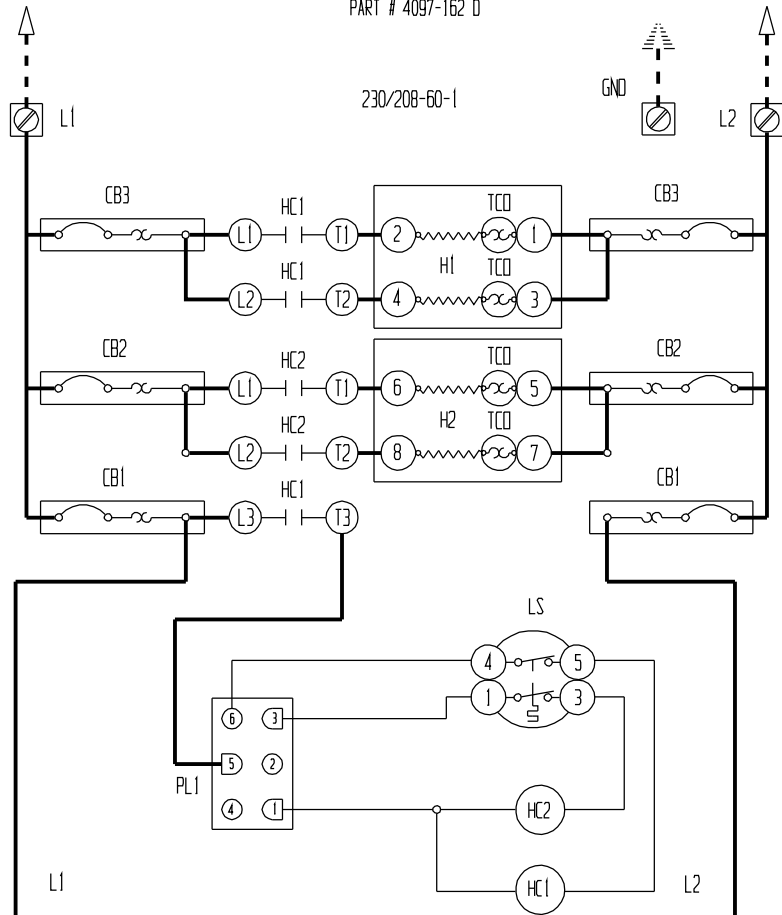 PART # 4097-162 D
230/208-60-1
GND
L1
L2
CB3
HC1
TCO
CB3
L1
T1
2
1
H1
HC1
TCO
L2
T2
4
3
CB2
HC2
TCO
CB2
L1
T1
6
5
H2
HC2
TCO
L2
T2
8
7
CB1
HC1
CB1
L3
T3
LS
4
5
1
3
6
3
5
2
PL1
4
1
HC2
HC1
L1
L2